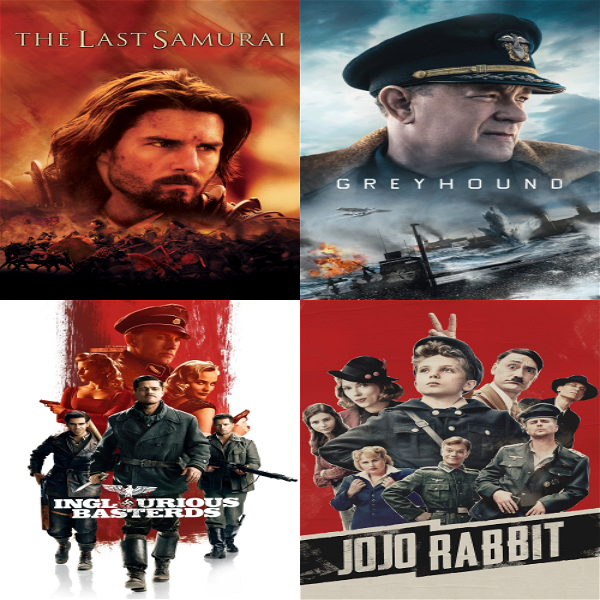 THE LAST SAMURAI
GREYHOUND
INGLOURIOUS
BASTERDS
JOJO RABBIT